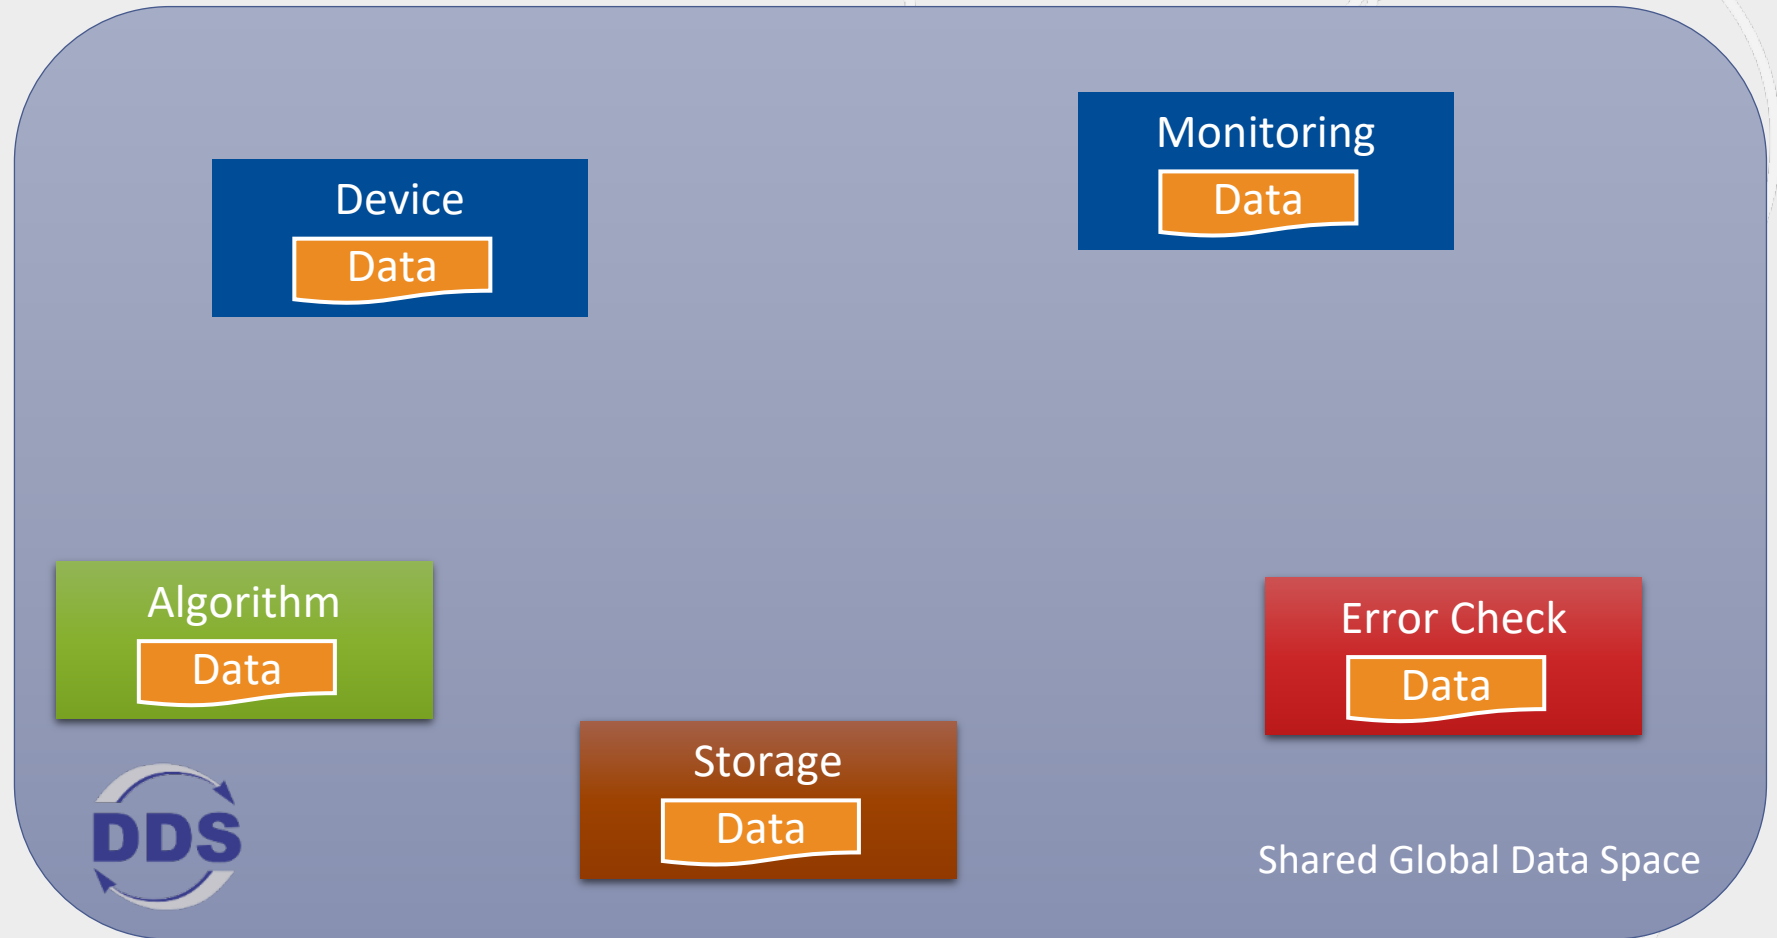 Monitoring
Data
Device
Data
Algorithm
Data
Error Check
Data
Storage
Data
DDS
Shared Global Data Space